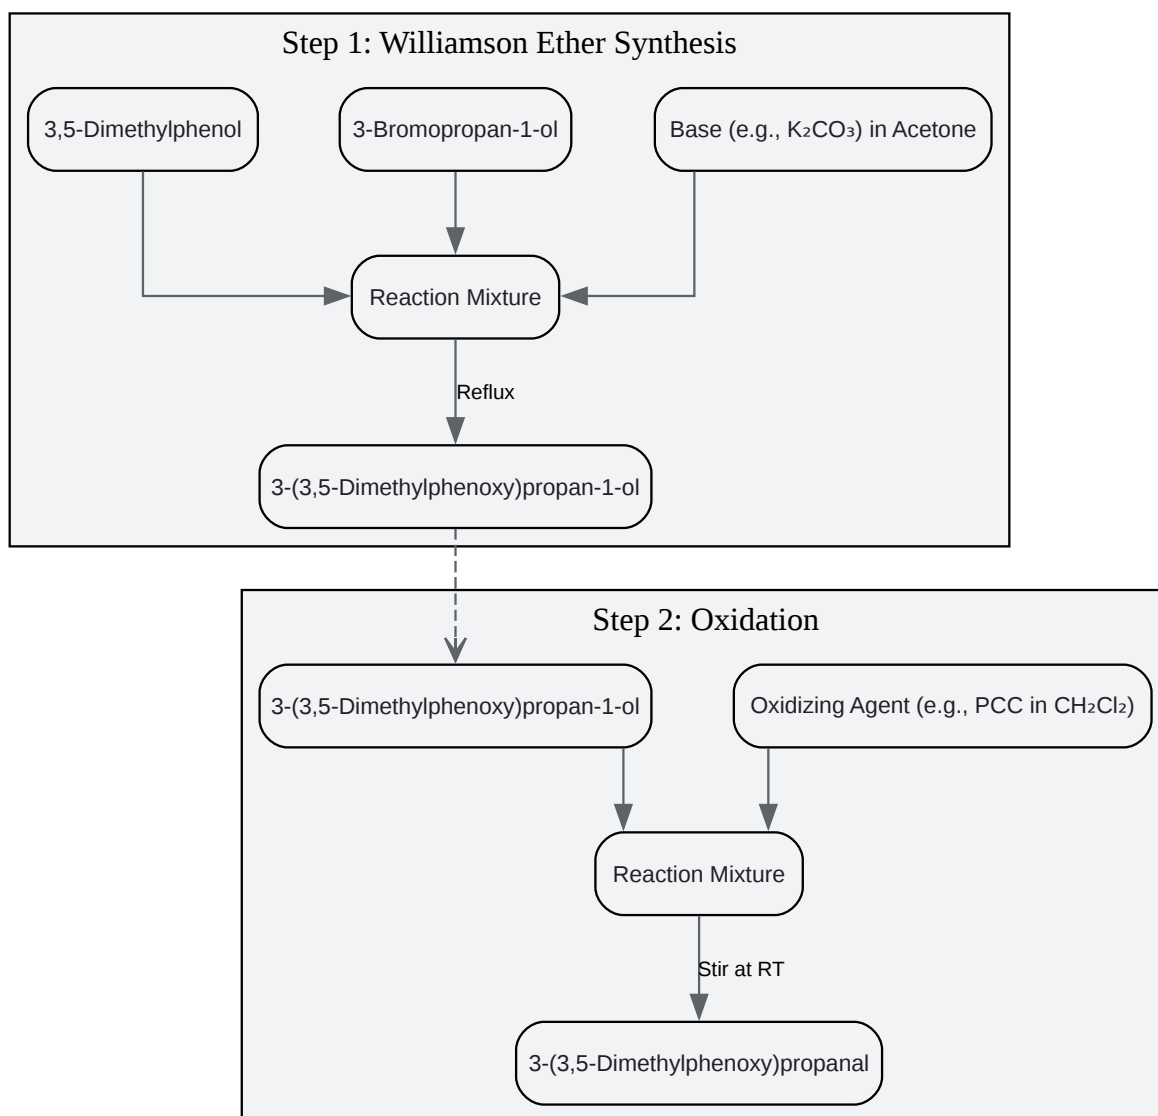 Step 1: Williamson Ether Synthesis
3,5-Dimethylphenol
3-Bromopropan-1-ol
Base (e.g., K₂CO₃) in Acetone
Reaction Mixture
Reflux
3-(3,5-Dimethylphenoxy)propan-1-ol
Step 2: Oxidation
3-(3,5-Dimethylphenoxy)propan-1-ol
Oxidizing Agent (e.g., PCC in CH₂Cl₂)
Reaction Mixture
Stir at RT
3-(3,5-Dimethylphenoxy)propanal